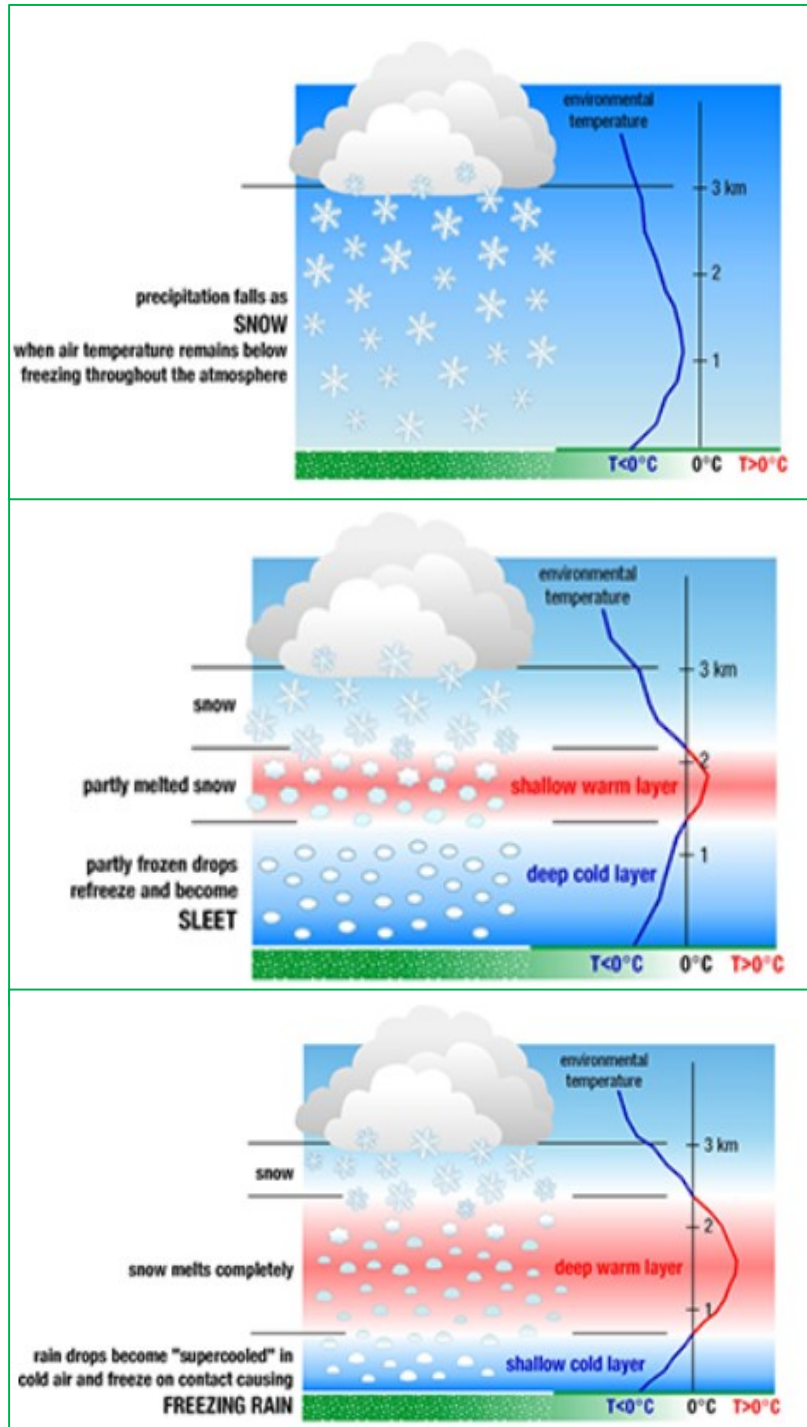 environmental
temperature
3 km
2
precipitation falls as
SNOW
when air temperature remains below
freezing throughout the atmosphere
1
T<0°C 0°C T>0°C
environmental
temperature
3 km
snow
2
partly melted snow
shallow warm layer
1
partly frozen drops
refreeze and become
SLEET
deep cold layer
T<0°C 0°C T>0°C
environmental
temperature
3 km
snow
2
snow melts completely
deep warm layer
1
rain drops become "supercooled" in
cold air and freeze on contact causing
FREEZING RAIN
shallow cold layer
T<0°C 0°C T>0°C